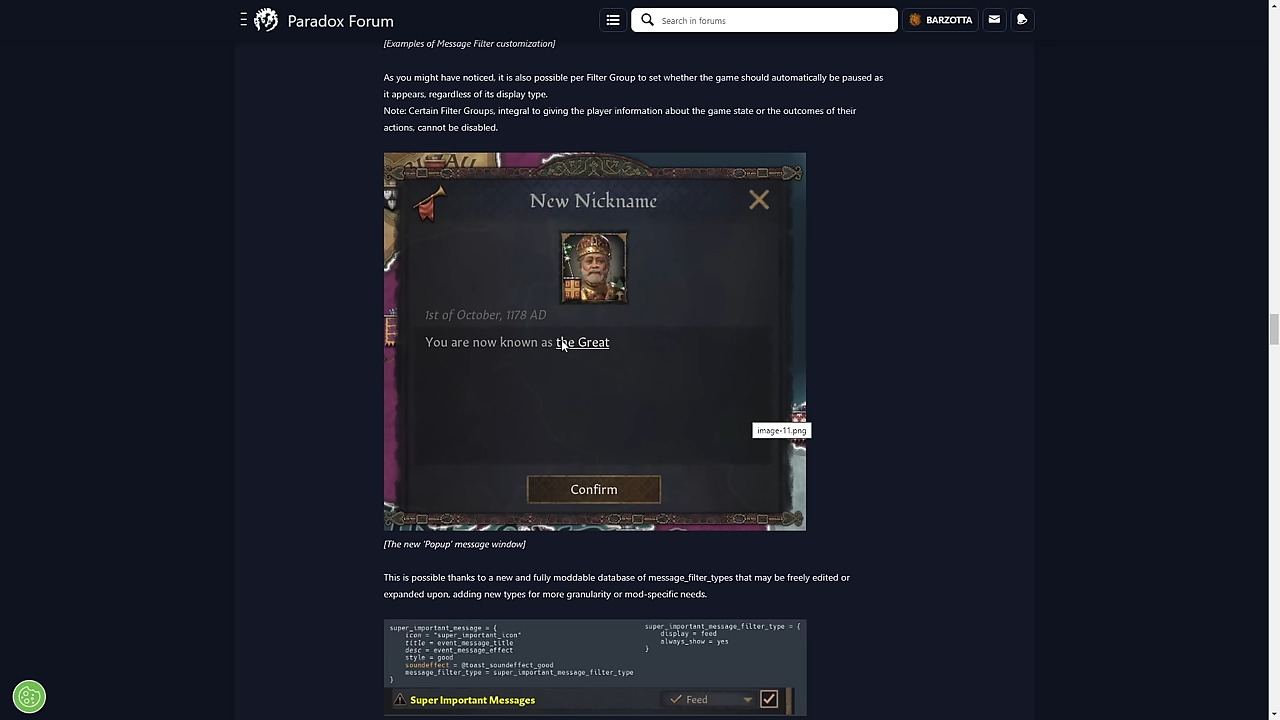 Paradox Forum
Search in forums
BARZOTTA
[Examples of Message Filter customization]
As you might have noticed, it is also possible per Filter Group to set whether the game should automatically be paused as
it appears, regardless of its display type.
Note: Certain Filter Groups, integral to giving the player information about the game state or the outcomes of their
actions, cannot be disabled.
New Nickname
1st of October, 1178 AD
You are now known as the Great
image-11.png
Confirm
[The new 'Popup' message window]
This is possible thanks to a new and fully moddable database of message_filter_types that may be freely edited or
expanded upon, adding new types for more granularity or mod-specific needs.
super_important_message = {
icon = "super_important_icon"
title = event_message_title
desc = event_message_effect
style = good
soundeffect = @toast_soundeffect_good
message_filter_type = super_important_message_filter_type
}
super_important_message_filter_type = {
display = feed
always_show = yes
}
Super Important Messages
Feed